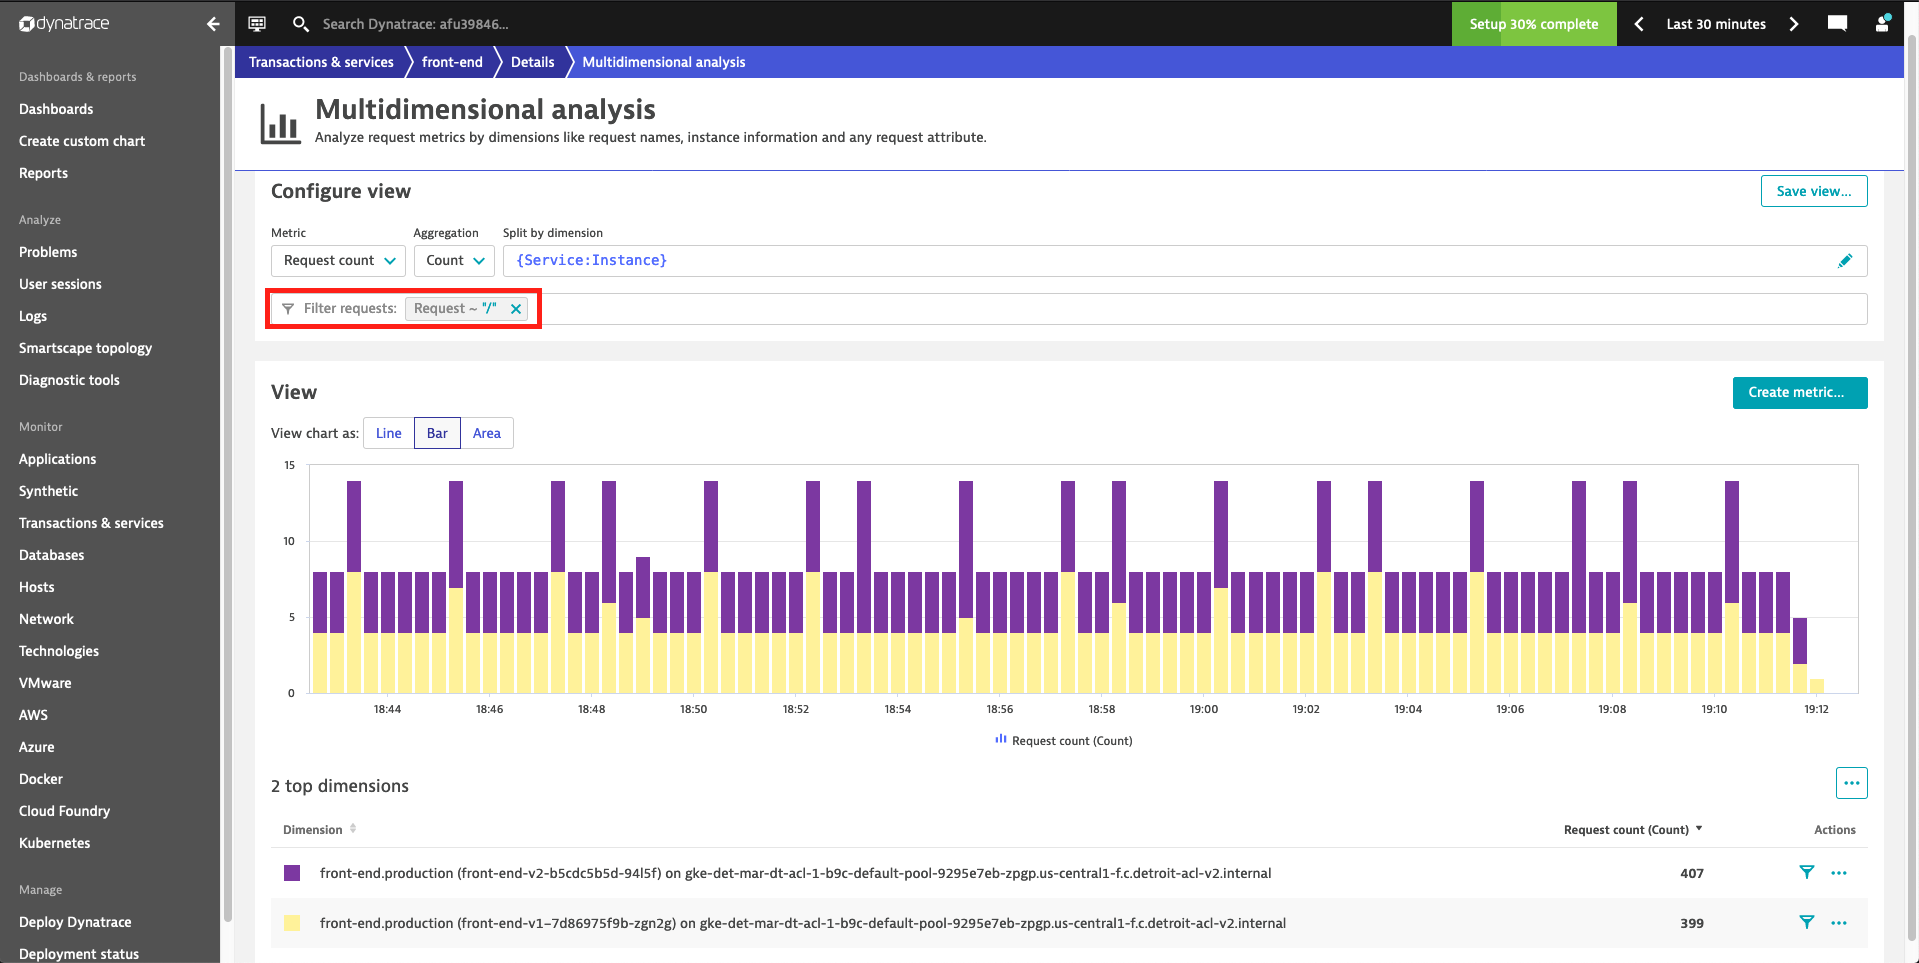 dynatrace
Search Dynatrace: afu39846...
Setup 30% complete
Last 30 minutes
Transactions & services
front-end
Details
Multidimensional analysis
Dashboards & reports
Dashboards
Create custom chart
Reports
Analyze
Problems
User sessions
Logs
Smartscape topology
Diagnostic tools
Monitor
Applications
Synthetic
Transactions & services
Databases
Hosts
Network
Technologies
VMware
AWS
Azure
Docker
Cloud Foundry
Kubernetes
Manage
Deploy Dynatrace
Deployment status
Multidimensional analysis
Analyze request metrics by dimensions like request names, instance information and any request attribute.
Configure view
Save view...
Metric
Aggregation
Split by dimension
Request count
Count
{Service:Instance}
Filter requests: Request ~ "/"
View
Create metric...
View chart as: Line Bar Area
15
10
5
0
18:44 18:46 18:48 18:50 18:52 18:54 18:56 18:58 19:00 19:02 19:04 19:06 19:08 19:10 19:12
Request count (Count)
2 top dimensions
Dimension
Request count (Count)
Actions
front-end.production (front-end-v2-b5cdc5b5d-94l5f) on gke-det-mar-dt-acl-1-b9c-default-pool-9295e7eb-zpgp.us-central1-f.c.detroit-acl-v2.internal
407
front-end.production (front-end-v1-7d86975f9b-zgn2g) on gke-det-mar-dt-acl-1-b9c-default-pool-9295e7eb-zpgp.us-central1-f.c.detroit-acl-v2.internal
399